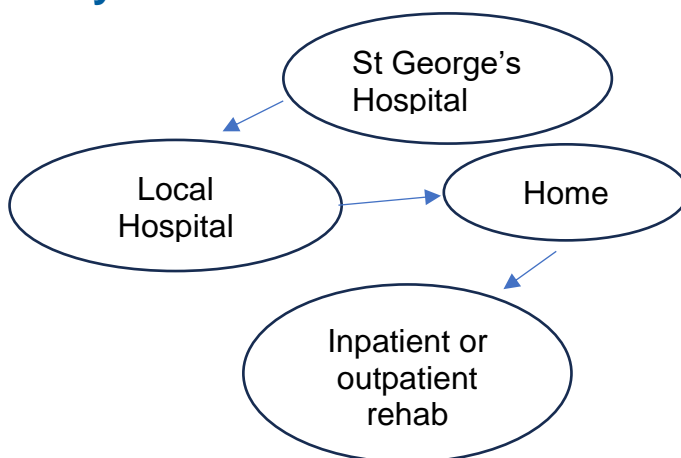 St George’s
Hospital
Local
Hospital
Home
Inpatient or
outpatient
rehab